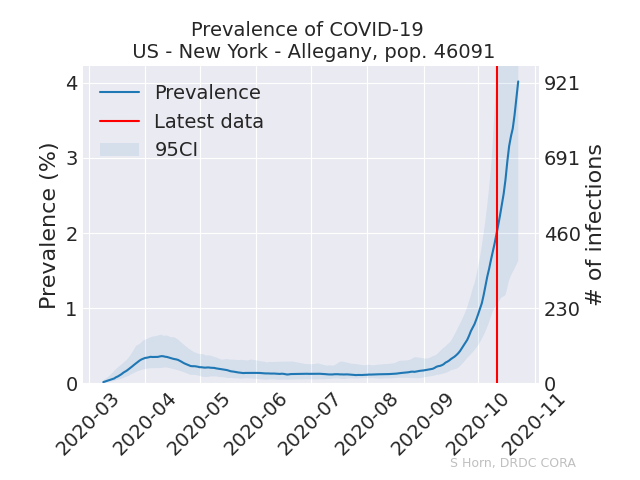 Prevalence of COVID-19
US - New York - Allegany, pop. 46091
Prevalence
Latest data
95CI
Prevalence (%)
4
3
2
1
0
921
691
460
230
0
# of infections
2020-03
2020-04
2020-05
2020-06
2020-07
2020-08
2020-09
2020-10
2020-11
S Horn, DRDC CORA